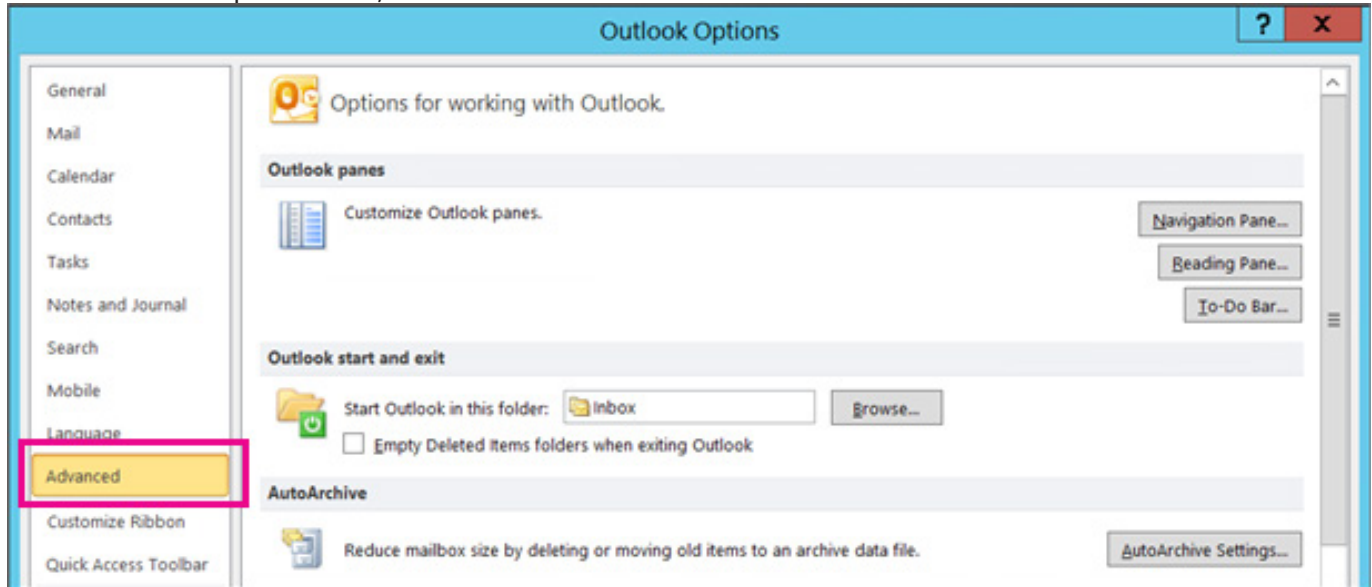 Outlook Options
?
X
General
Mail
Calendar
Contacts
Tasks
Notes and Journal
Search
Mobile
Language
Advanced
Customize Ribbon
Quick Access Toolbar
Options for working with Outlook.
Outlook panes
Customize Outlook panes.
Navigation Pane...
Reading Pane...
To-Do Bar...
Outlook start and exit
Start Outlook in this folder: Inbox Browse...
Empty Deleted Items folders when exiting Outlook
AutoArchive
Reduce mailbox size by deleting or moving old items to an archive data file. AutoArchive Settings...